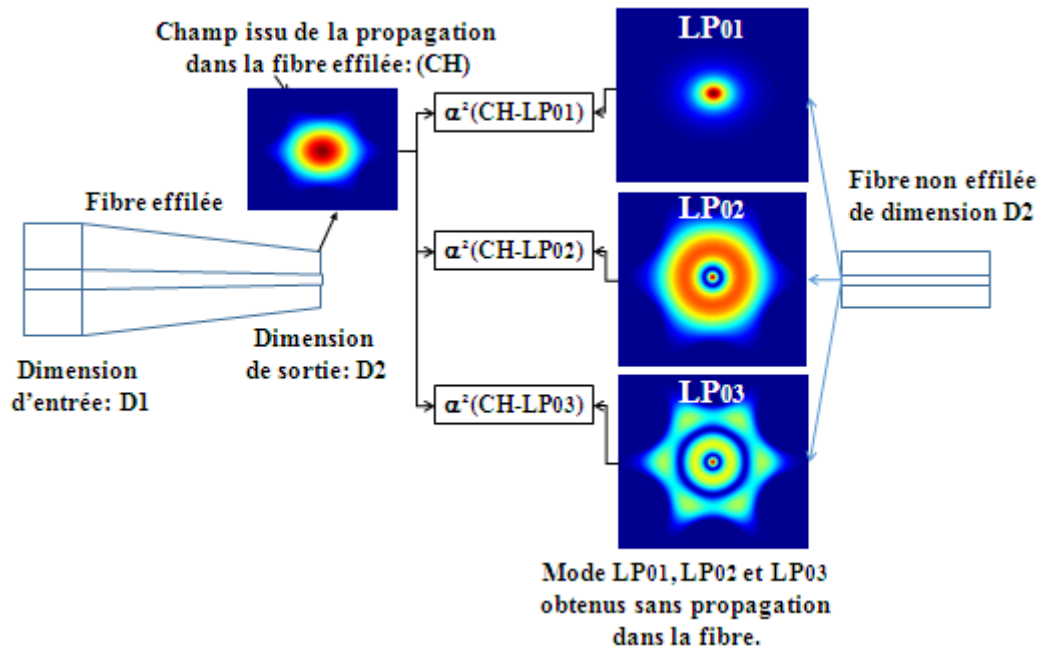 Champ issu de la propagation
dans la fibre effilée: (CH)
LP01
α²(CH-LP01)
Fibre effilée
Fibre non effilée
de dimension D2
LP02
α²(CH-LP02)
Dimension
d'entrée: D1
Dimension
de sortie: D2
LP03
α²(CH-LP03)
Mode LP01, LP02 et LP03
obtenus sans propagation
dans la fibre.